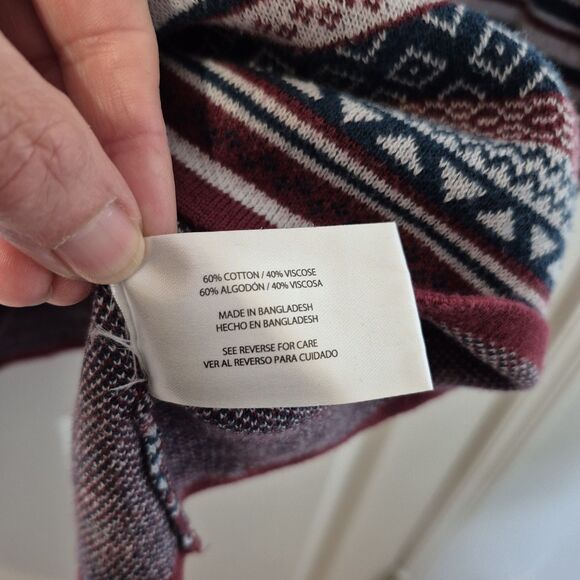 60% COTTON / 40% VISCOSE
60% ALGODÓN / 40% VISCOSA
MADE IN BANGLADESH
HECHO EN BANGLADESH
SEE REVERSE FOR CARE
VER AL REVERSO PARA CUIDADO